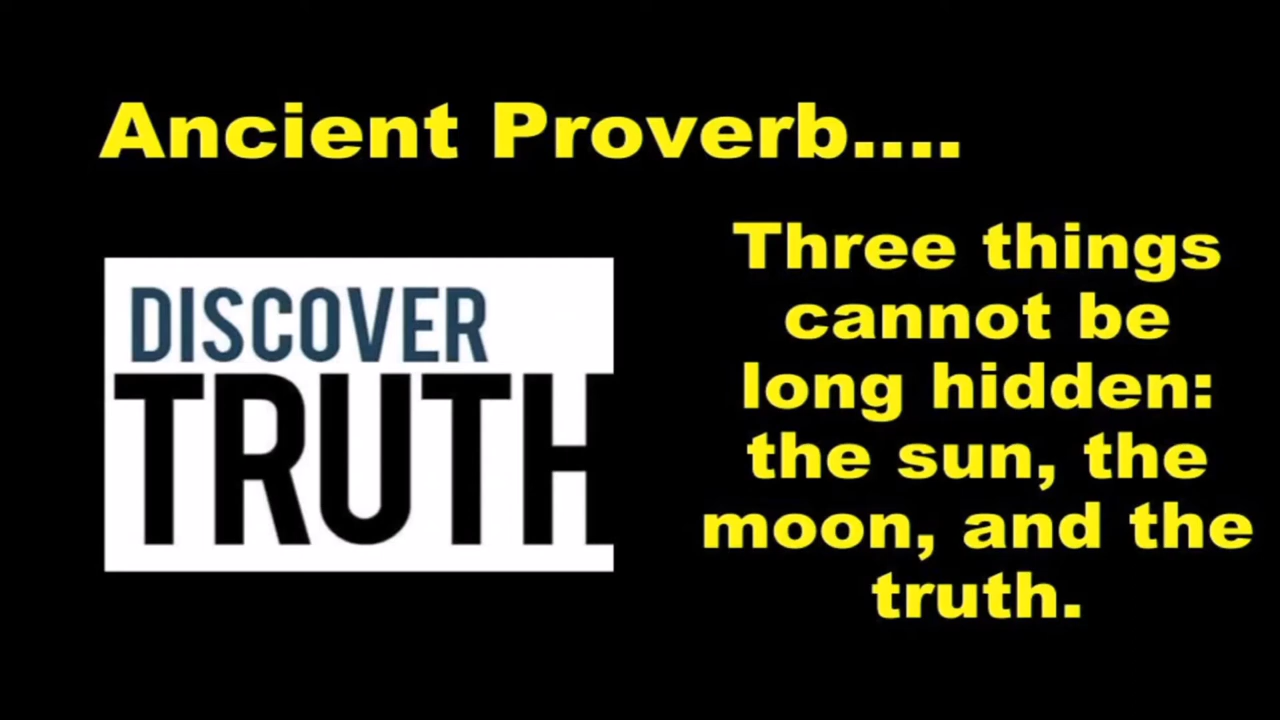 Ancient Proverb....
DISCOVER
TRUTH
Three things
cannot be
long hidden:
the sun, the
moon, and the
truth.